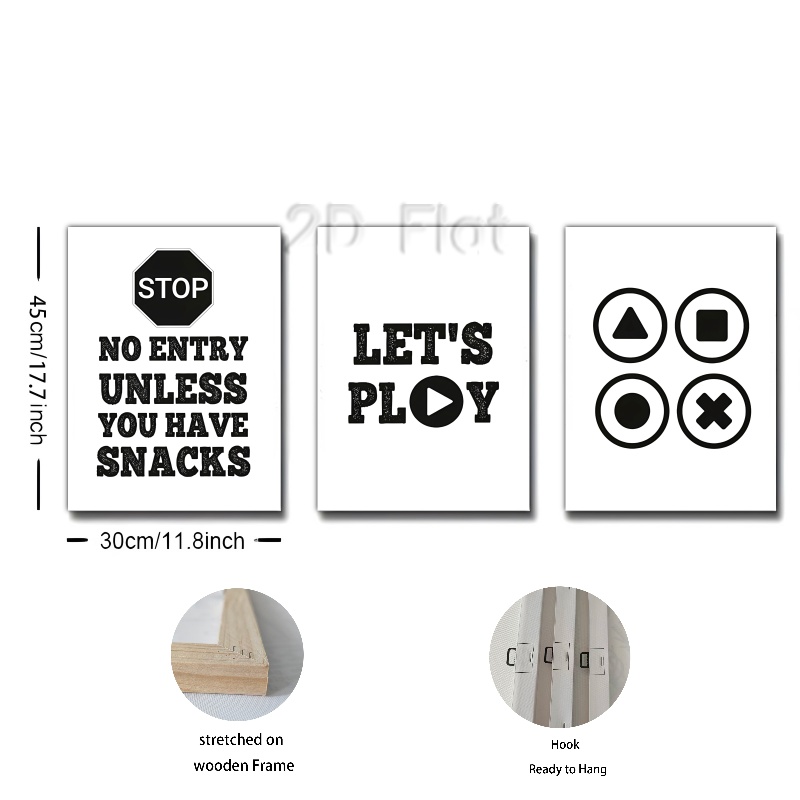 2D Flat
STOP
NO ENTRY
UNLESS
YOU HAVE
SNACKS
LET'S
PL▶Y
45cm/17.7inch
30cm/11.8inch
stretched on
wooden Frame
Hook
Ready to Hang